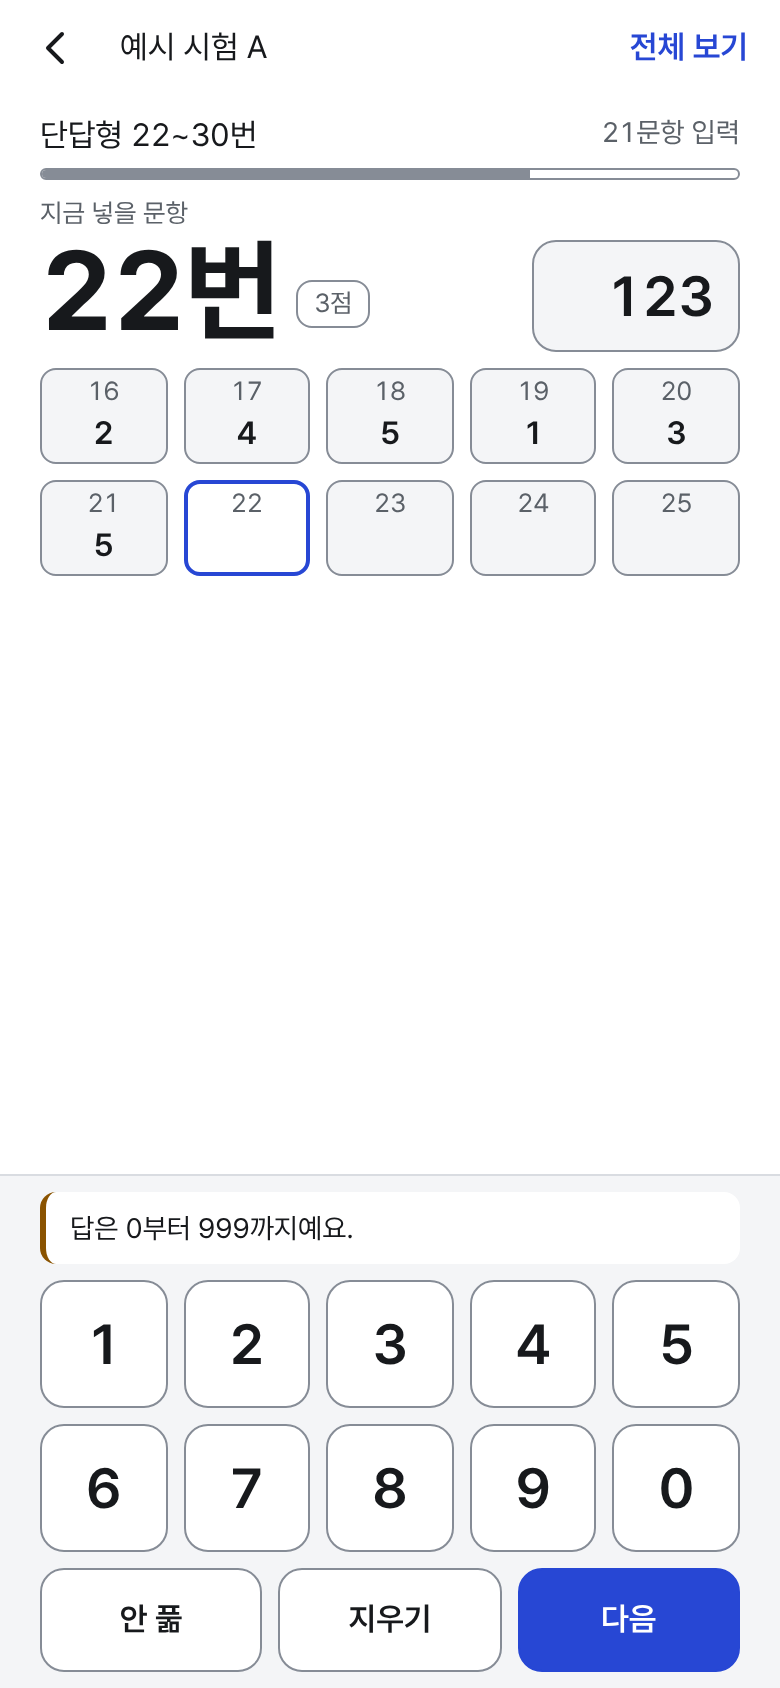 예시 시험 A
전체 보기
단답형 22~30번
21문항 입력
지금 넣을 문항
22번
3점
123
16 17 18 19 20
2 4 5 1 3
21 22 23 24 25
5
답은 0부터 999까지예요.
1 2 3 4 5
6 7 8 9 0
안 풂 지우기 다음